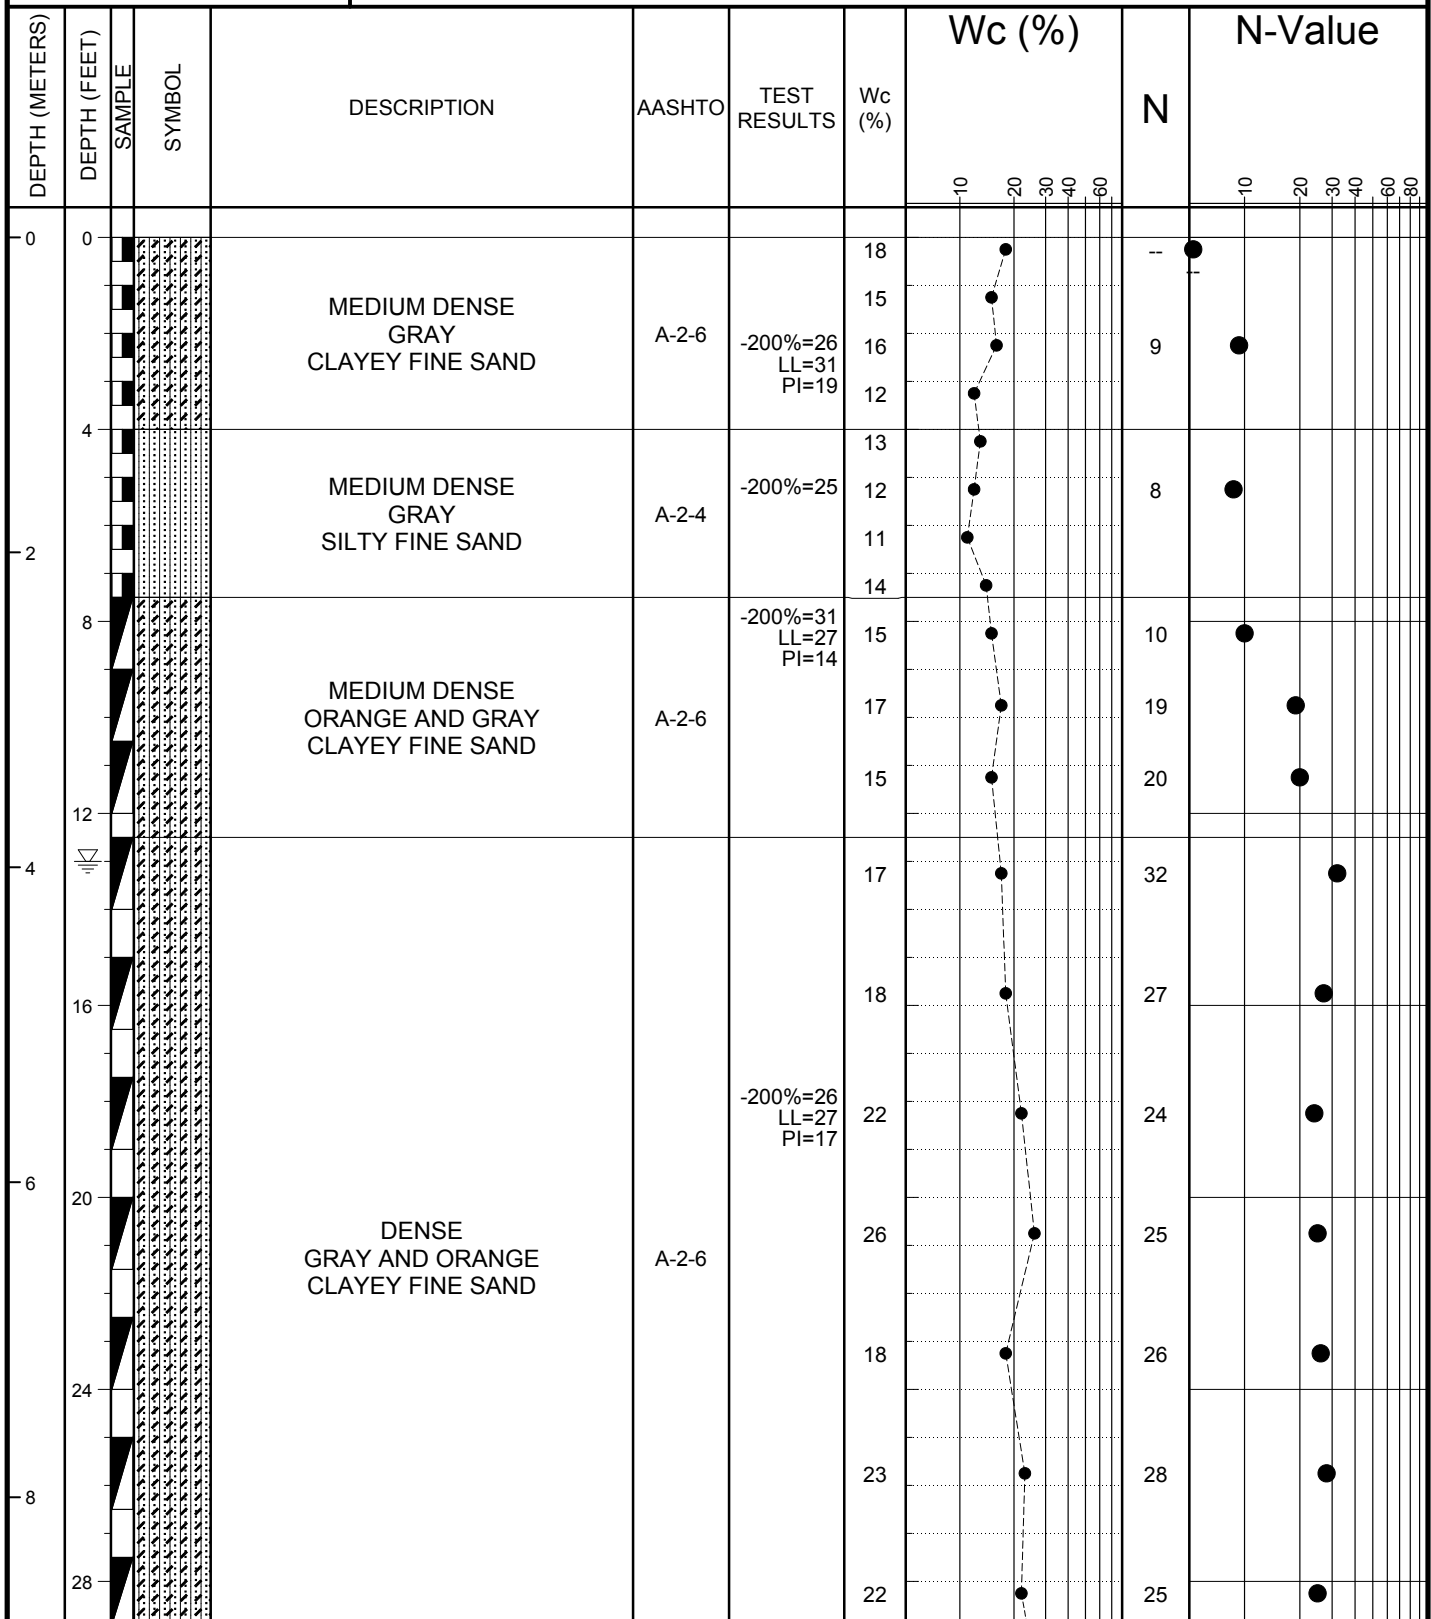 DEPTH (METERS)
DEPTH (FEET)
SAMPLE
SYMBOL
DESCRIPTION
AASHTO
TEST
RESULTS
Wc
(%)
Wc (%)
10 20 30 40 60
N
N-Value
10 20 30 40 60 80
0 0
18 --
--
15
MEDIUM DENSE
GRAY
CLAYEY FINE SAND
A-2-6
-200%=26
LL=31
PI=19
16 9
12
4
13
MEDIUM DENSE
GRAY
SILTY FINE SAND
A-2-4
-200%=25
12 8
2
11
14
8
-200%=31
LL=27
PI=14
15 10
MEDIUM DENSE
ORANGE AND GRAY
CLAYEY FINE SAND
A-2-6
17 19
15 20
12
4
17 32
16
18 27
-200%=26
LL=27
PI=17
22 24
6
20
DENSE
GRAY AND ORANGE
CLAYEY FINE SAND
A-2-6
26 25
18 26
24
23 28
8
28
22 25